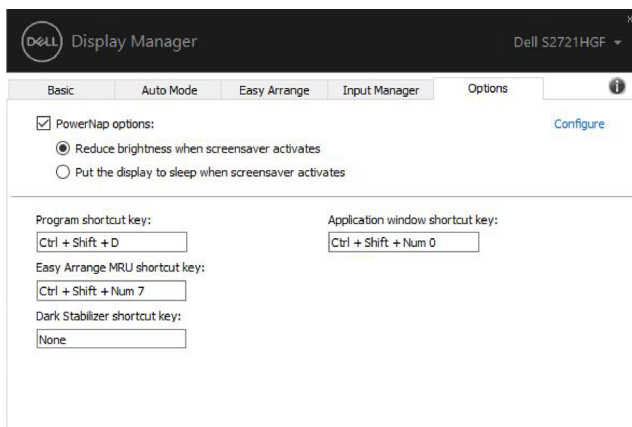 DELL Display Manager
Dell S2721HGF
Basic Auto Mode Easy Arrange Input Manager Options
PowerNap options:
Configure
Reduce brightness when screensaver activates
Put the display to sleep when screensaver activates
Program shortcut key:
Application window shortcut key:
Ctrl + Shift + D
Ctrl + Shift + Num 0
Easy Arrange MRU shortcut key:
Ctrl + Shift + Num 7
Dark Stabilizer shortcut key:
None